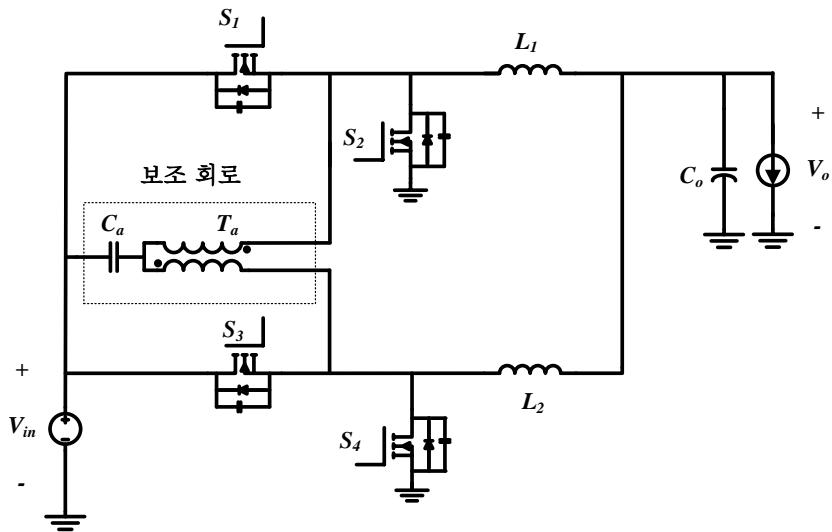 S1
L1
S2
+
Co
Vo
-
보조 회로
Ca
Ta
S3
+
L2
Vin
S4
-